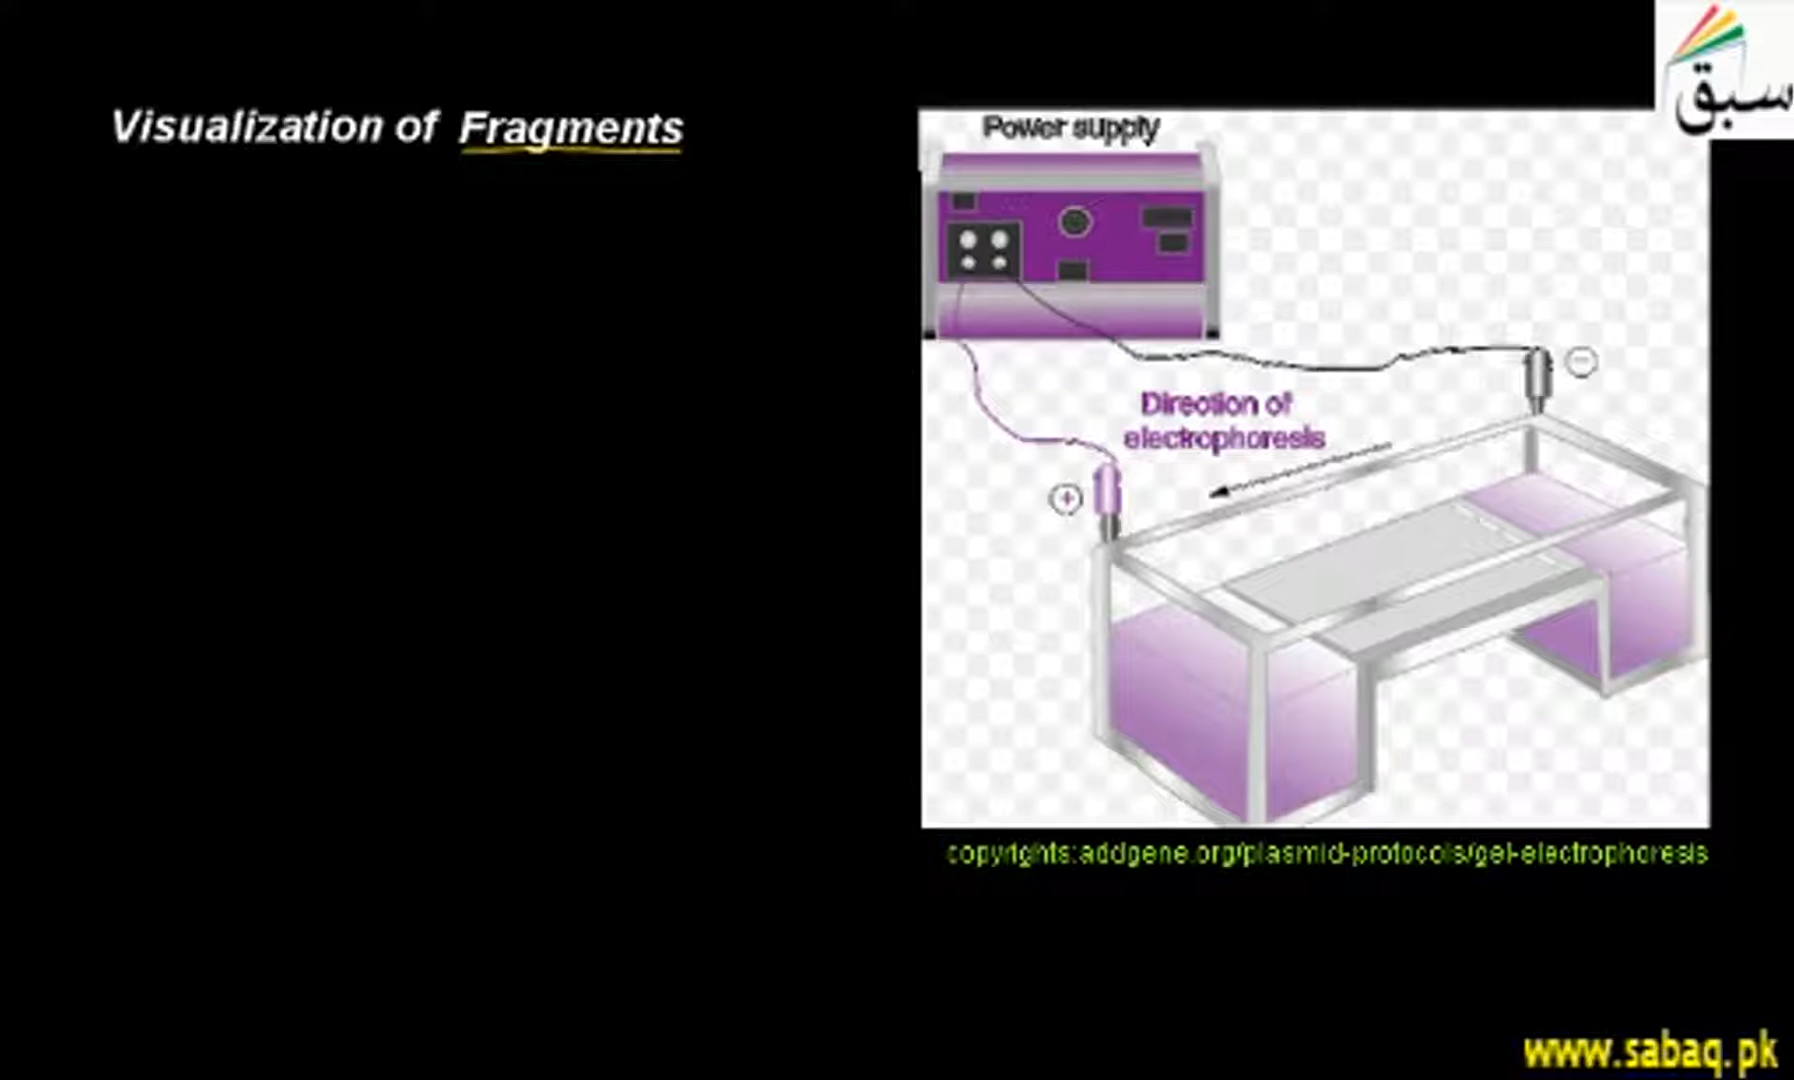 سبق
Visualization of Fragments
Power supply
−
Direction of
electrophoresis
+
copyrights:addgene.org/plasmid-protocols/gel-electrophoresis
www.sabaq.pk